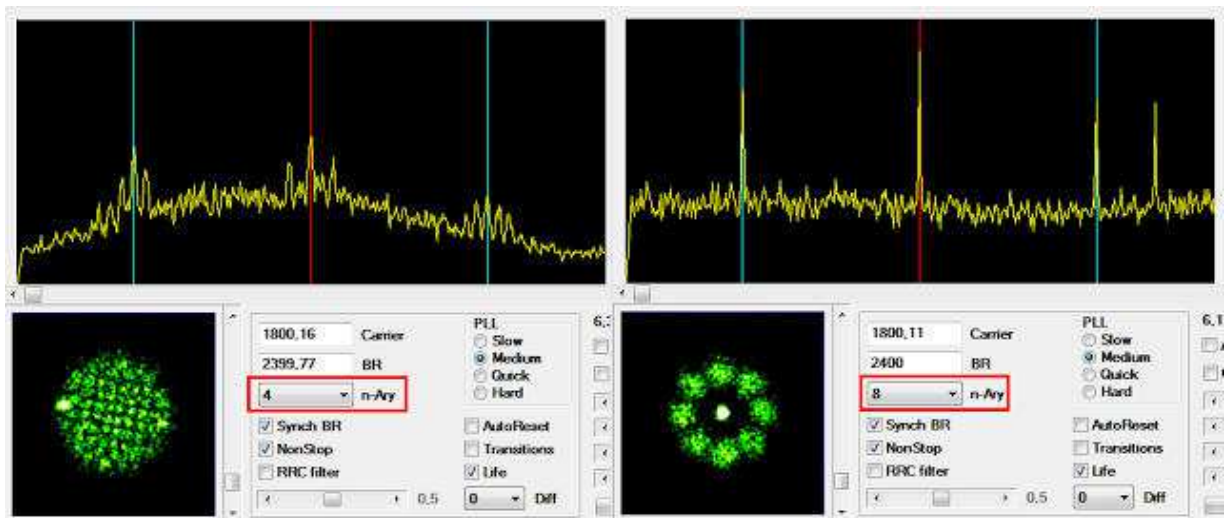 1800,16 Carrier
2399,77 BR
4 n-Ary
Synch BR
NonStop
RRC filter
0,5
PLL
Slow
Medium
Quick
Hard
AutoReset
Transitions
Life
0 Diff
1800,11 Carrier
2400 BR
8 n-Ary
Synch BR
NonStop
RRC filter
0,5
PLL
Slow
Medium
Quick
Hard
AutoReset
Transitions
Life
0 Diff